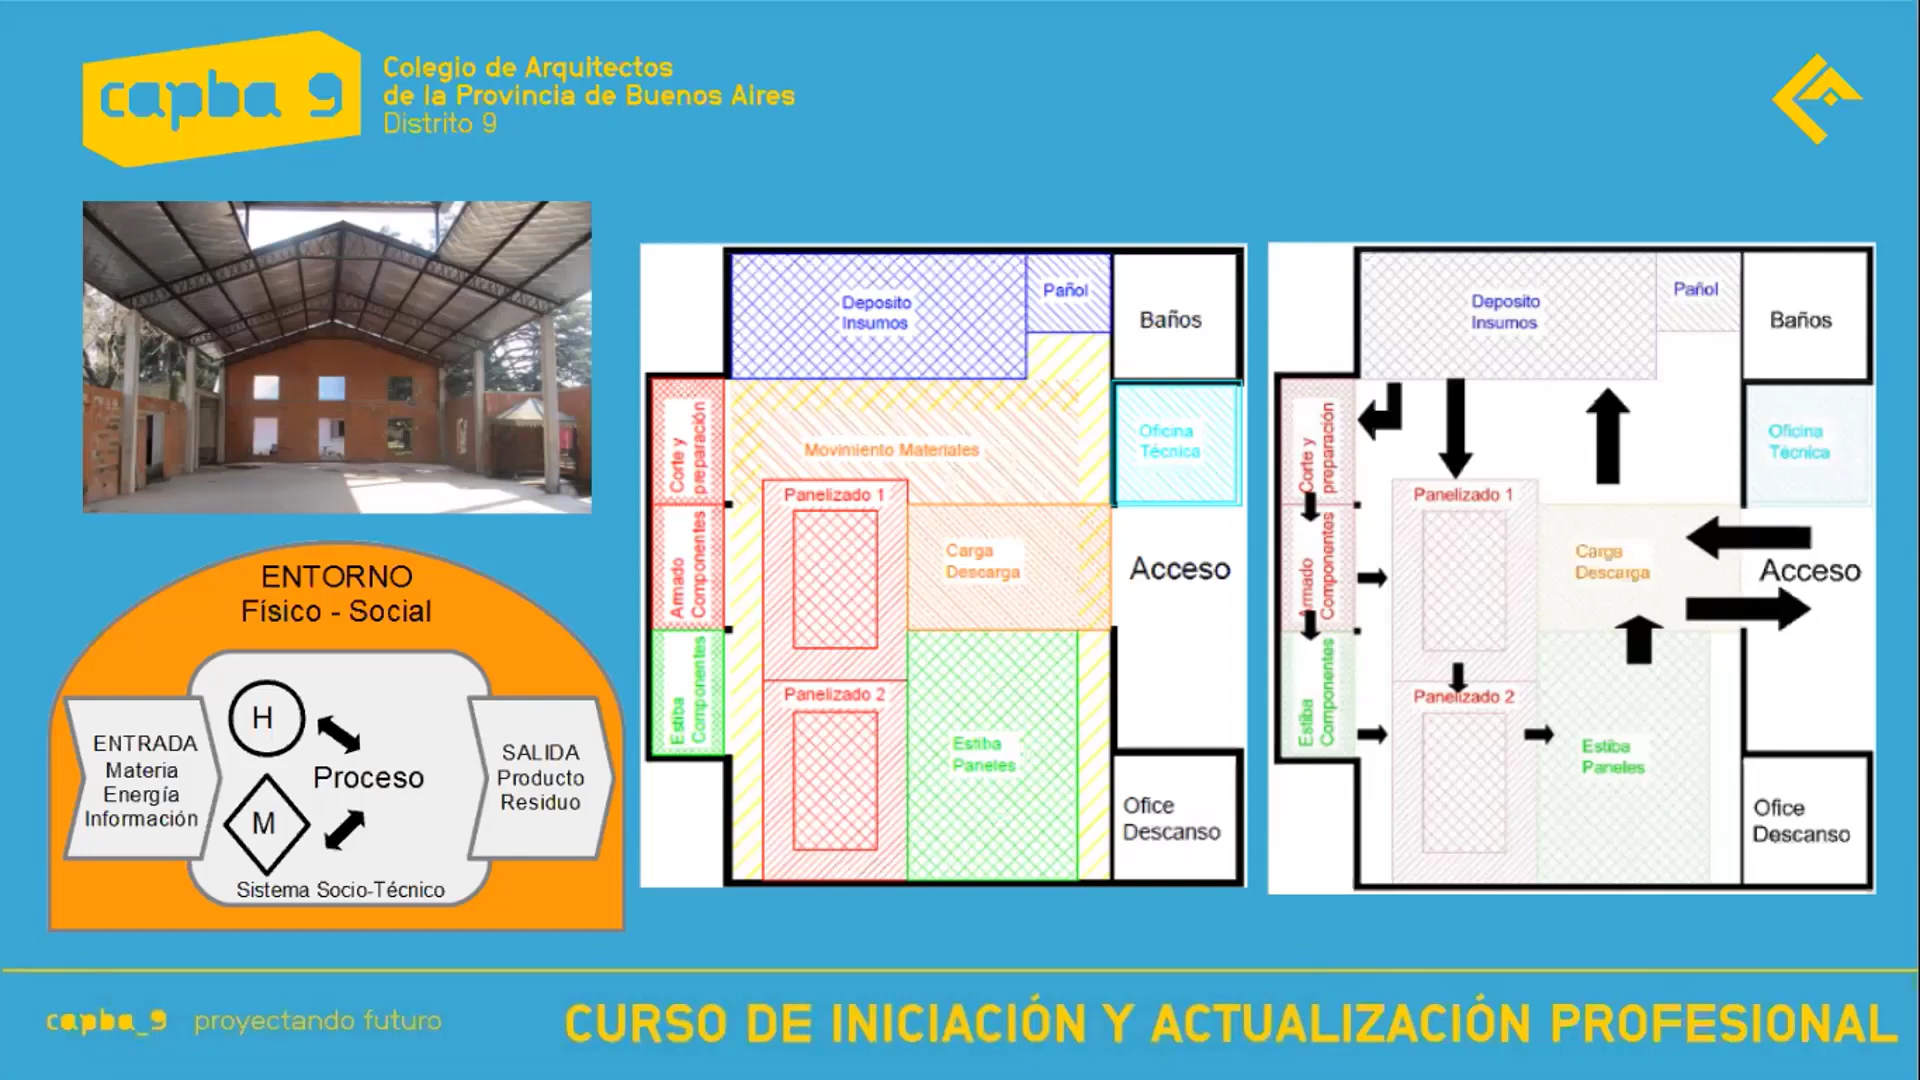 capba 9
Colegio de Arquitectos
de la Provincia de Buenos Aires
Distrito 9
ENTORNO
Físico - Social
ENTRADA
Materia
Energía
Información
H
Proceso
M
Sistema Socio-Técnico
SALIDA
Producto
Residuo
Deposito
Insumos
Pañol
Baños
Corte y
preparación
Movimiento Materiales
Oficina
Técnica
Panelizado 1
Armado
Componentes
Carga
Descarga
Acceso
Estiba
Componentes
Panelizado 2
Estiba
Paneles
Ofice
Descanso
Deposito
Insumos
Pañol
Baños
Corte y
preparación
Oficina
Técnica
Panelizado 1
Armado
Componentes
Carga
Descarga
Acceso
Estiba
Componentes
Panelizado 2
Estiba
Paneles
Ofice
Descanso
capba_9 proyectando futuro
CURSO DE INICIACIÓN Y ACTUALIZACIÓN PROFESIONAL